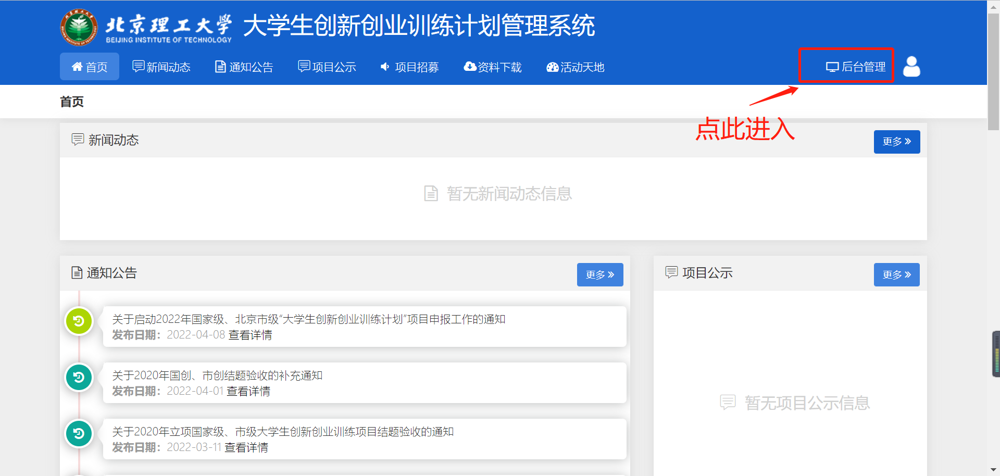 北京理工大学
BEIJING INSTITUTE OF TECHNOLOGY
大学生创新创业训练计划管理系统
首页 新闻动态 通知公告 项目公示 项目招募 资料下载 活动天地 后台管理
首页
点此进入
新闻动态 更多
暂无新闻动态信息
通知公告 更多
关于启动2022年国家级、北京市级“大学生创新创业训练计划”项目申报工作的通知
发布日期：2022-04-08 查看详情
关于2020年国创、市创结题验收的补充通知
发布日期：2022-04-01 查看详情
关于2020年立项国家级、市级大学生创新创业训练项目结题验收的通知
发布日期：2022-03-11 查看详情
项目公示 更多
暂无项目公示信息